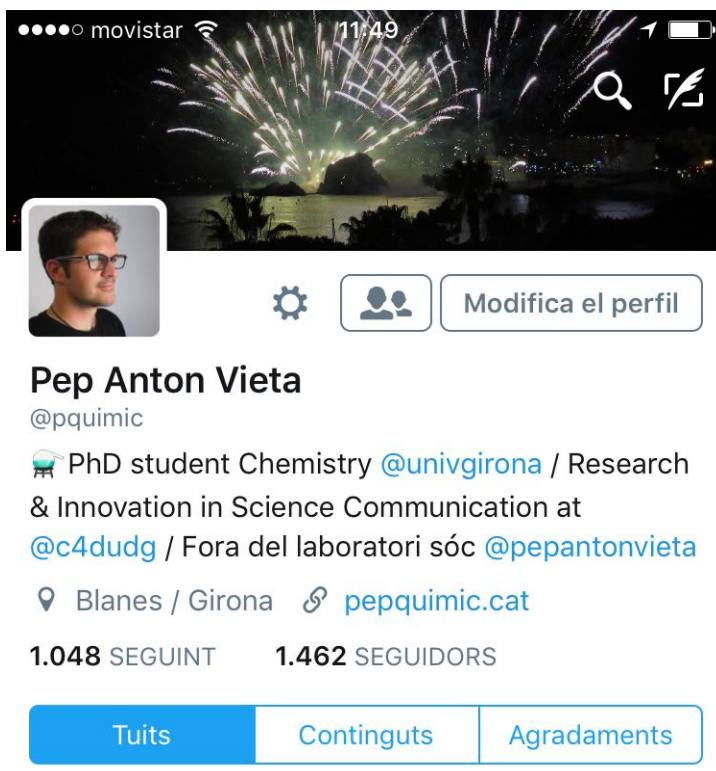 movistar 11:49
Modifica el perfil
Pep Anton Vieta
@pquimic
PhD student Chemistry @univgirona / Research
& Innovation in Science Communication at
@c4dudg / Fora del laboratori sóc @pepantonvieta
Blanes / Girona pepquimic.cat
1.048 SEGUINT 1.462 SEGUIDORS
Tuits Continguts Agradaments